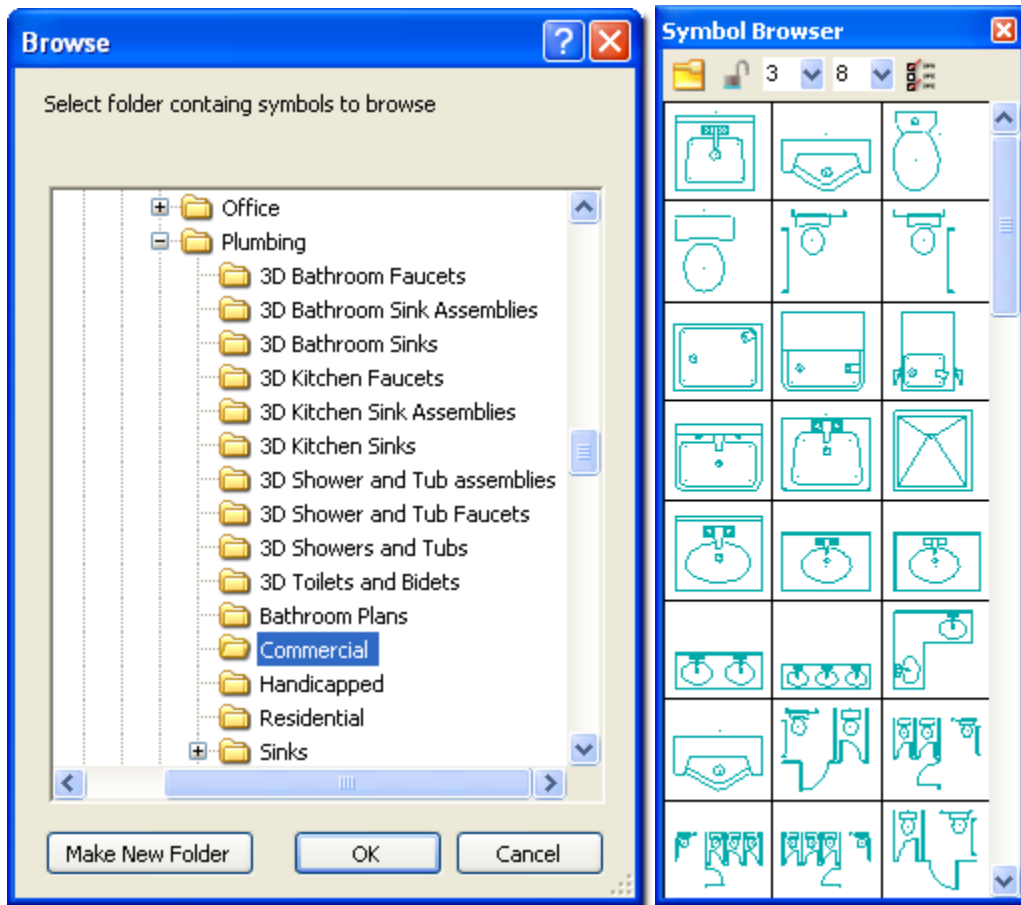 Browse
Select folder containg symbols to browse
Office
Plumbing
3D Bathroom Faucets
3D Bathroom Sink Assemblies
3D Bathroom Sinks
3D Kitchen Faucets
3D Kitchen Sink Assemblies
3D Kitchen Sinks
3D Shower and Tub assemblies
3D Shower and Tub Faucets
3D Showers and Tubs
3D Toilets and Bidets
Bathroom Plans
Commercial
Handicapped
Residential
Sinks
Make New Folder
OK
Cancel
Symbol Browser
3
8